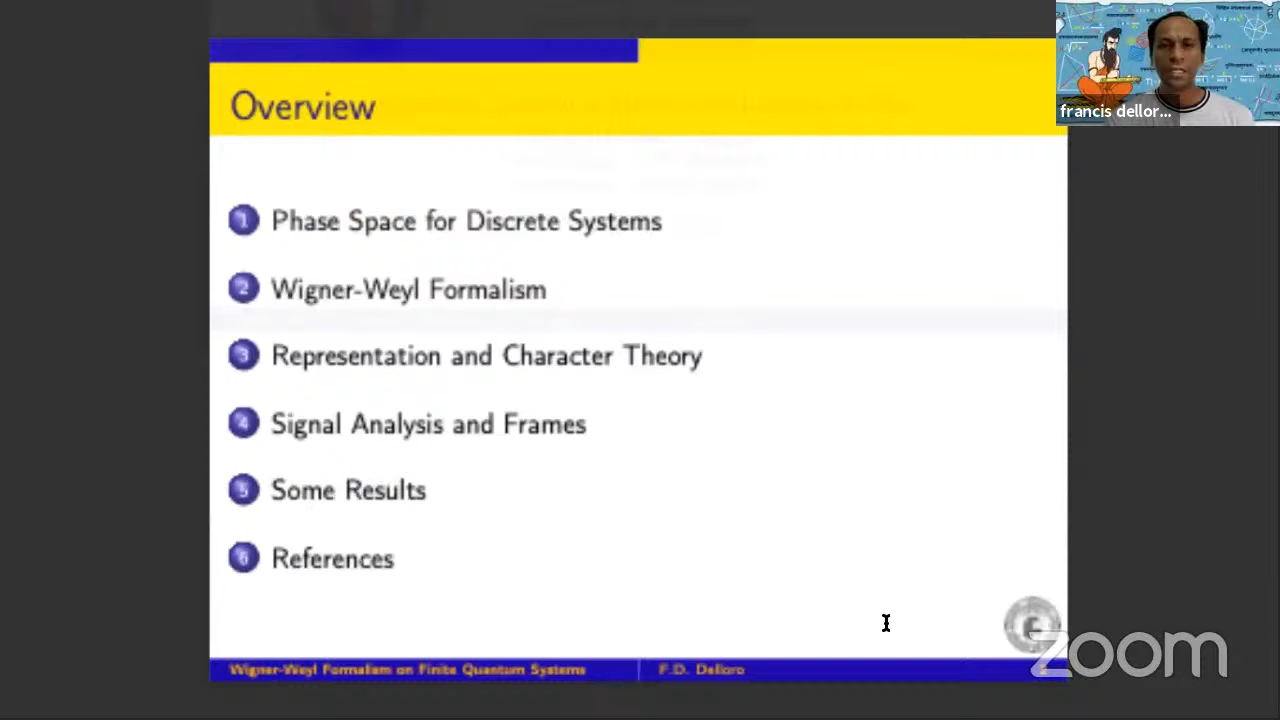 Overview
1 Phase Space for Discrete Systems
2 Wigner-Weyl Formalism
3 Representation and Character Theory
4 Signal Analysis and Frames
5 Some Results
6 References
Wigner-Weyl Formalism on Finite Quantum Systems
F.D. Delloro
francis dellor...
zoom